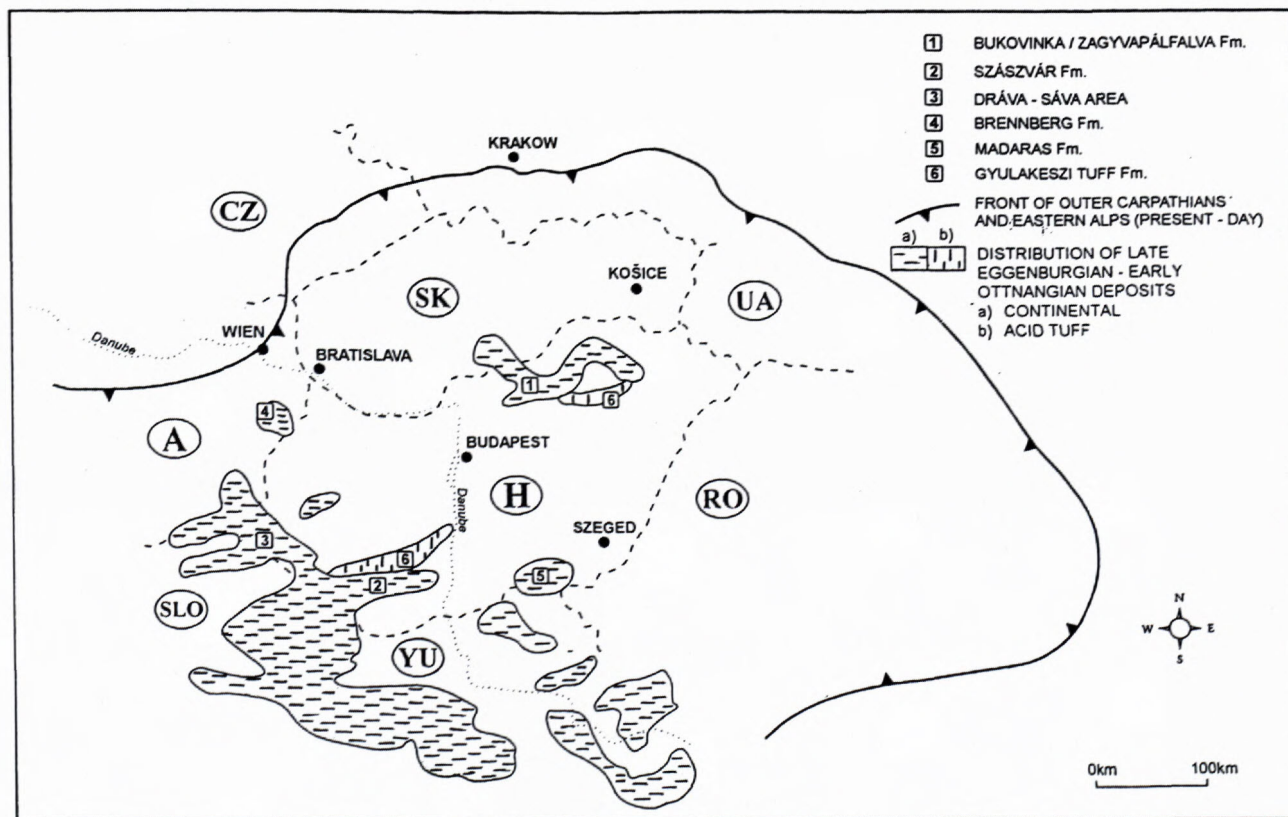 1 BUKOVINKA / ZAGYVAPÁLFALVA Fm.
2 SZÁSZVÁR Fm.
3 DRÁVA - SÁVA AREA
4 BRENNBERG Fm.
5 MADARAS Fm.
6 GYULAKESZI TUFF Fm.
FRONT OF OUTER CARPATHIANS
AND EASTERN ALPS (PRESENT - DAY)
a) b)
DISTRIBUTION OF LATE
EGGENBURGIAN - EARLY
OTTNANGIAN DEPOSITS
a) CONTINENTAL
b) ACID TUFF
KRAKOW
CZ
KOŠICE
SK
UA
WIEN
Danube
BRATISLAVA
1
6
4
A
BUDAPEST
H
RO
Danube
SZEGED
3
6
2
5
SLO
YU
N
W E
S
0km 100km